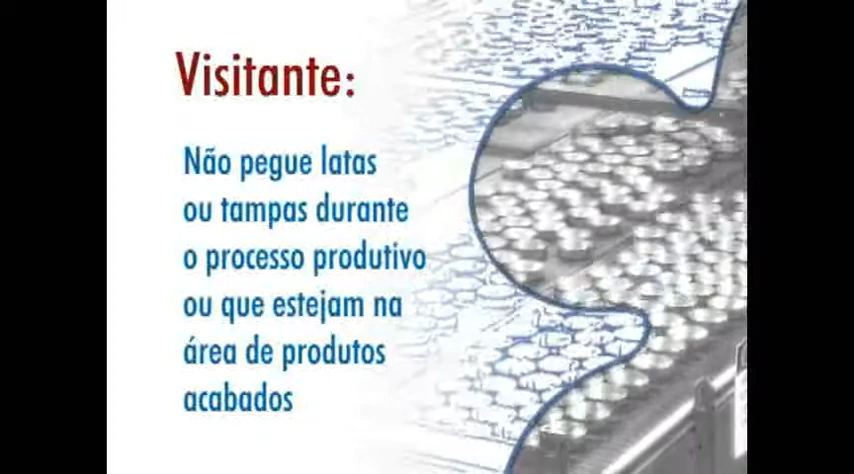 Visitante:
Não pegue latas
ou tampas durante
o processo produtivo
ou que estejam na
área de produtos
acabados